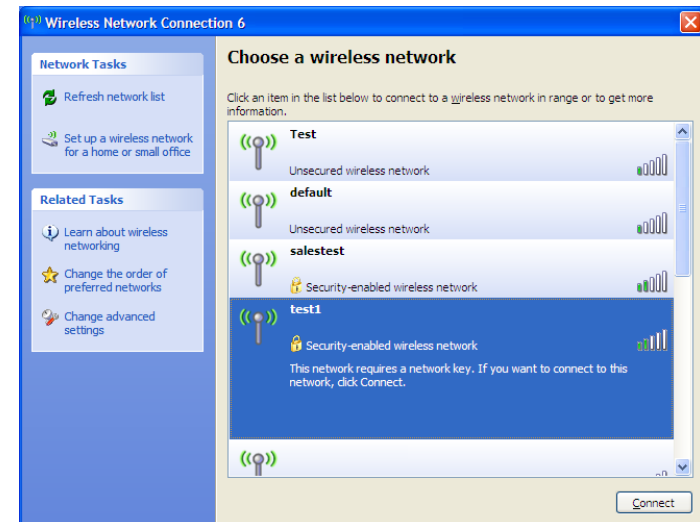 Wireless Network Connection 6
Network Tasks
Refresh network list
Set up a wireless network
for a home or small office
Related Tasks
Learn about wireless
networking
Change the order of
preferred networks
Change advanced
settings
Choose a wireless network
Click an item in the list below to connect to a wireless network in range or to get more
information.
Test
Unsecured wireless network
default
Unsecured wireless network
salestest
Security-enabled wireless network
test1
Security-enabled wireless network
This network requires a network key. If you want to connect to this
network, click Connect.
Connect